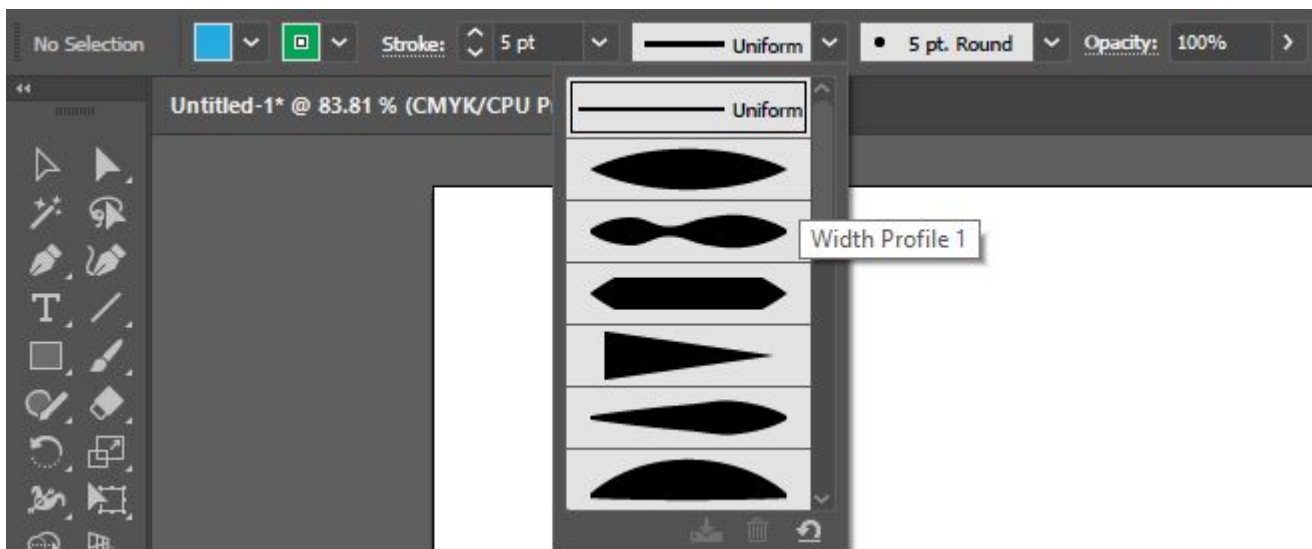 No Selection Stroke: 5 pt Uniform 5 pt. Round Opacity: 100%
Untitled-1* @ 83.81 % (CMYK/CPU P
Uniform
Width Profile 1